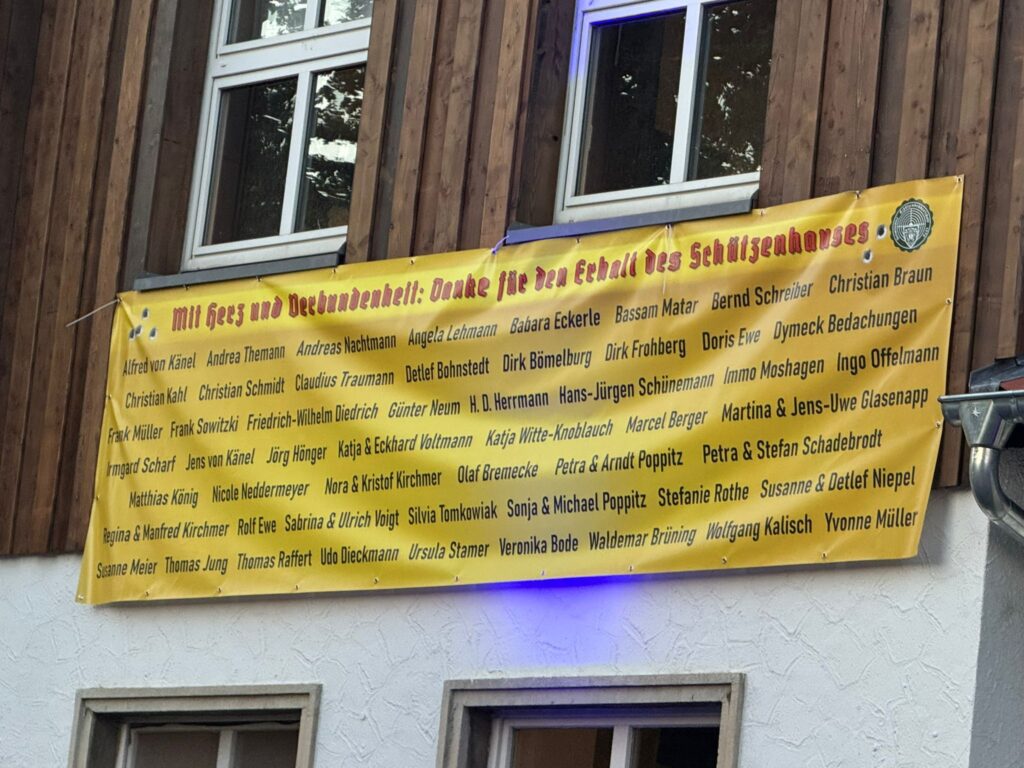 Mit Herz und Verbundenheit: Danke für den Erhalt des Schützenhauses
Alfred von Känel Andrea Themann Andreas Nachtmann Angela Lehmann Babara Eckerle Bassam Matar Bernd Schreiber Christian Braun
Christian Kahl Christian Schmidt Claudius Traumann Detlef Bohnstedt Dirk Bömelburg Dirk Frohberg Doris Ewe Dymeck Bedachungen
Frank Müller Frank Sowitzki Friedrich-Wilhelm Diedrich Günter Neum H. D. Herrmann Hans-Jürgen Schünemann Immo Moshagen Ingo Offelmann
Irmgard Scharf Jens von Känel Jörg Hönger Katja & Eckhard Voltmann Katja Witte-Knoblauch Marcel Berger Martina & Jens-Uwe Glasenapp
Matthias König Nicole Neddermeyer Nora & Kristof Kirchmer Olaf Bremecke Petra & Arndt Poppitz Petra & Stefan Schadebrodt
Regina & Manfred Kirchmer Rolf Ewe Sabrina & Ulrich Voigt Silvia Tomkowiak Sonja & Michael Poppitz Stefanie Rothe Susanne & Detlef Niepel
Susanne Meier Thomas Jung Thomas Raffert Udo Dieckmann Ursula Stamer Veronika Bode Waldemar Brüning Wolfgang Kalisch Yvonne Müller